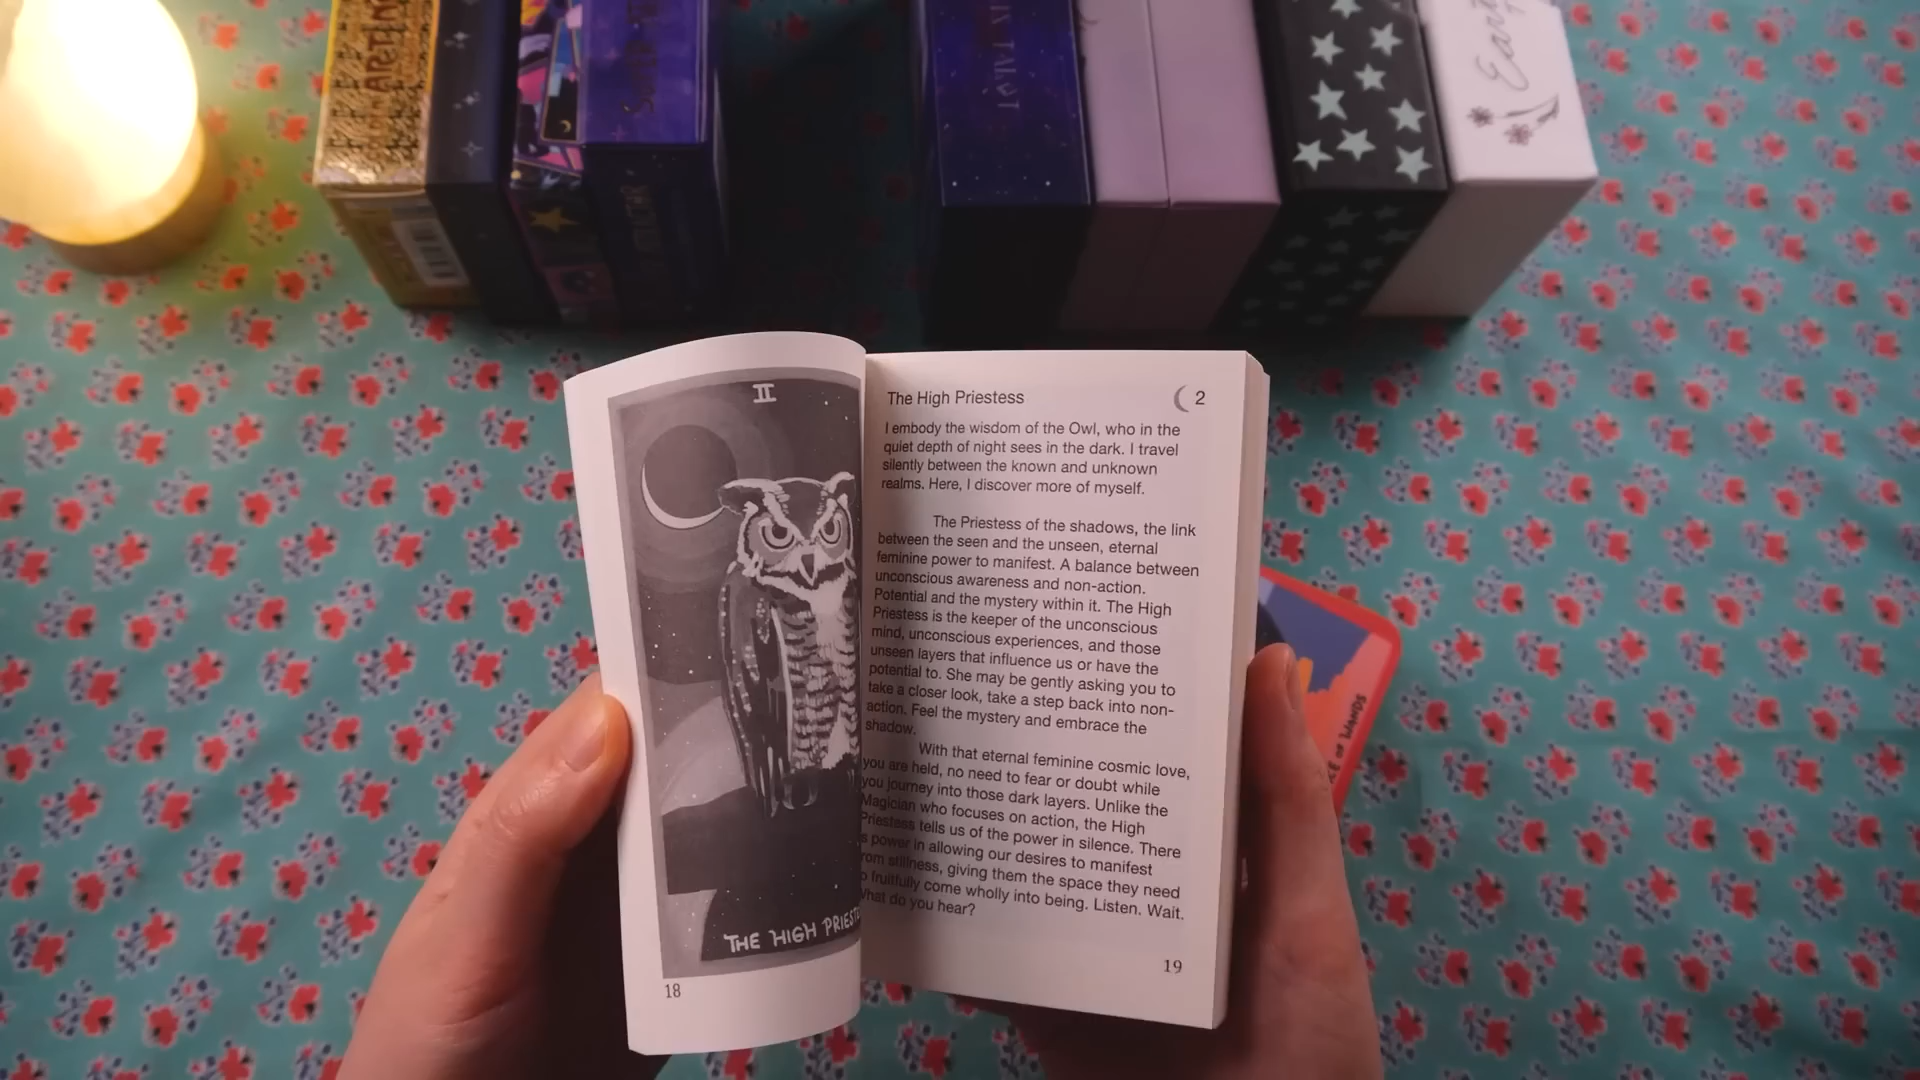 TAROT
Earth
II
THE HIGH
18
The High Priestess
2
I embody the wisdom of the Owl, who in the
quiet depth of night sees in the dark. I travel
silently between the known and unknown
realms. Here, I discover more of myself.
The Priestess of the shadows, the link
between the seen and the unseen, eternal
feminine power to manifest. A balance between
unconscious awareness and non-action.
Potential and the mystery within it. The High
Priestess is the keeper of the unconscious
mind, unconscious experiences, and those
unseen layers that influence us or have the
potential to. She may be gently asking you to
take a closer look, take a step back into non-
action. Feel the mystery and embrace the
shadow.
With that eternal feminine cosmic love,
you are held, no need to fear or doubt while
you journey into those dark layers. Unlike the
Magician who focuses on action, the High
Priestess tells us of the power in silence. There
power in allowing our desires to manifest
stillness, giving them the space they need
fruitfully come wholly into being. Listen. Wait.
What do you hear?
19
OF WANDS